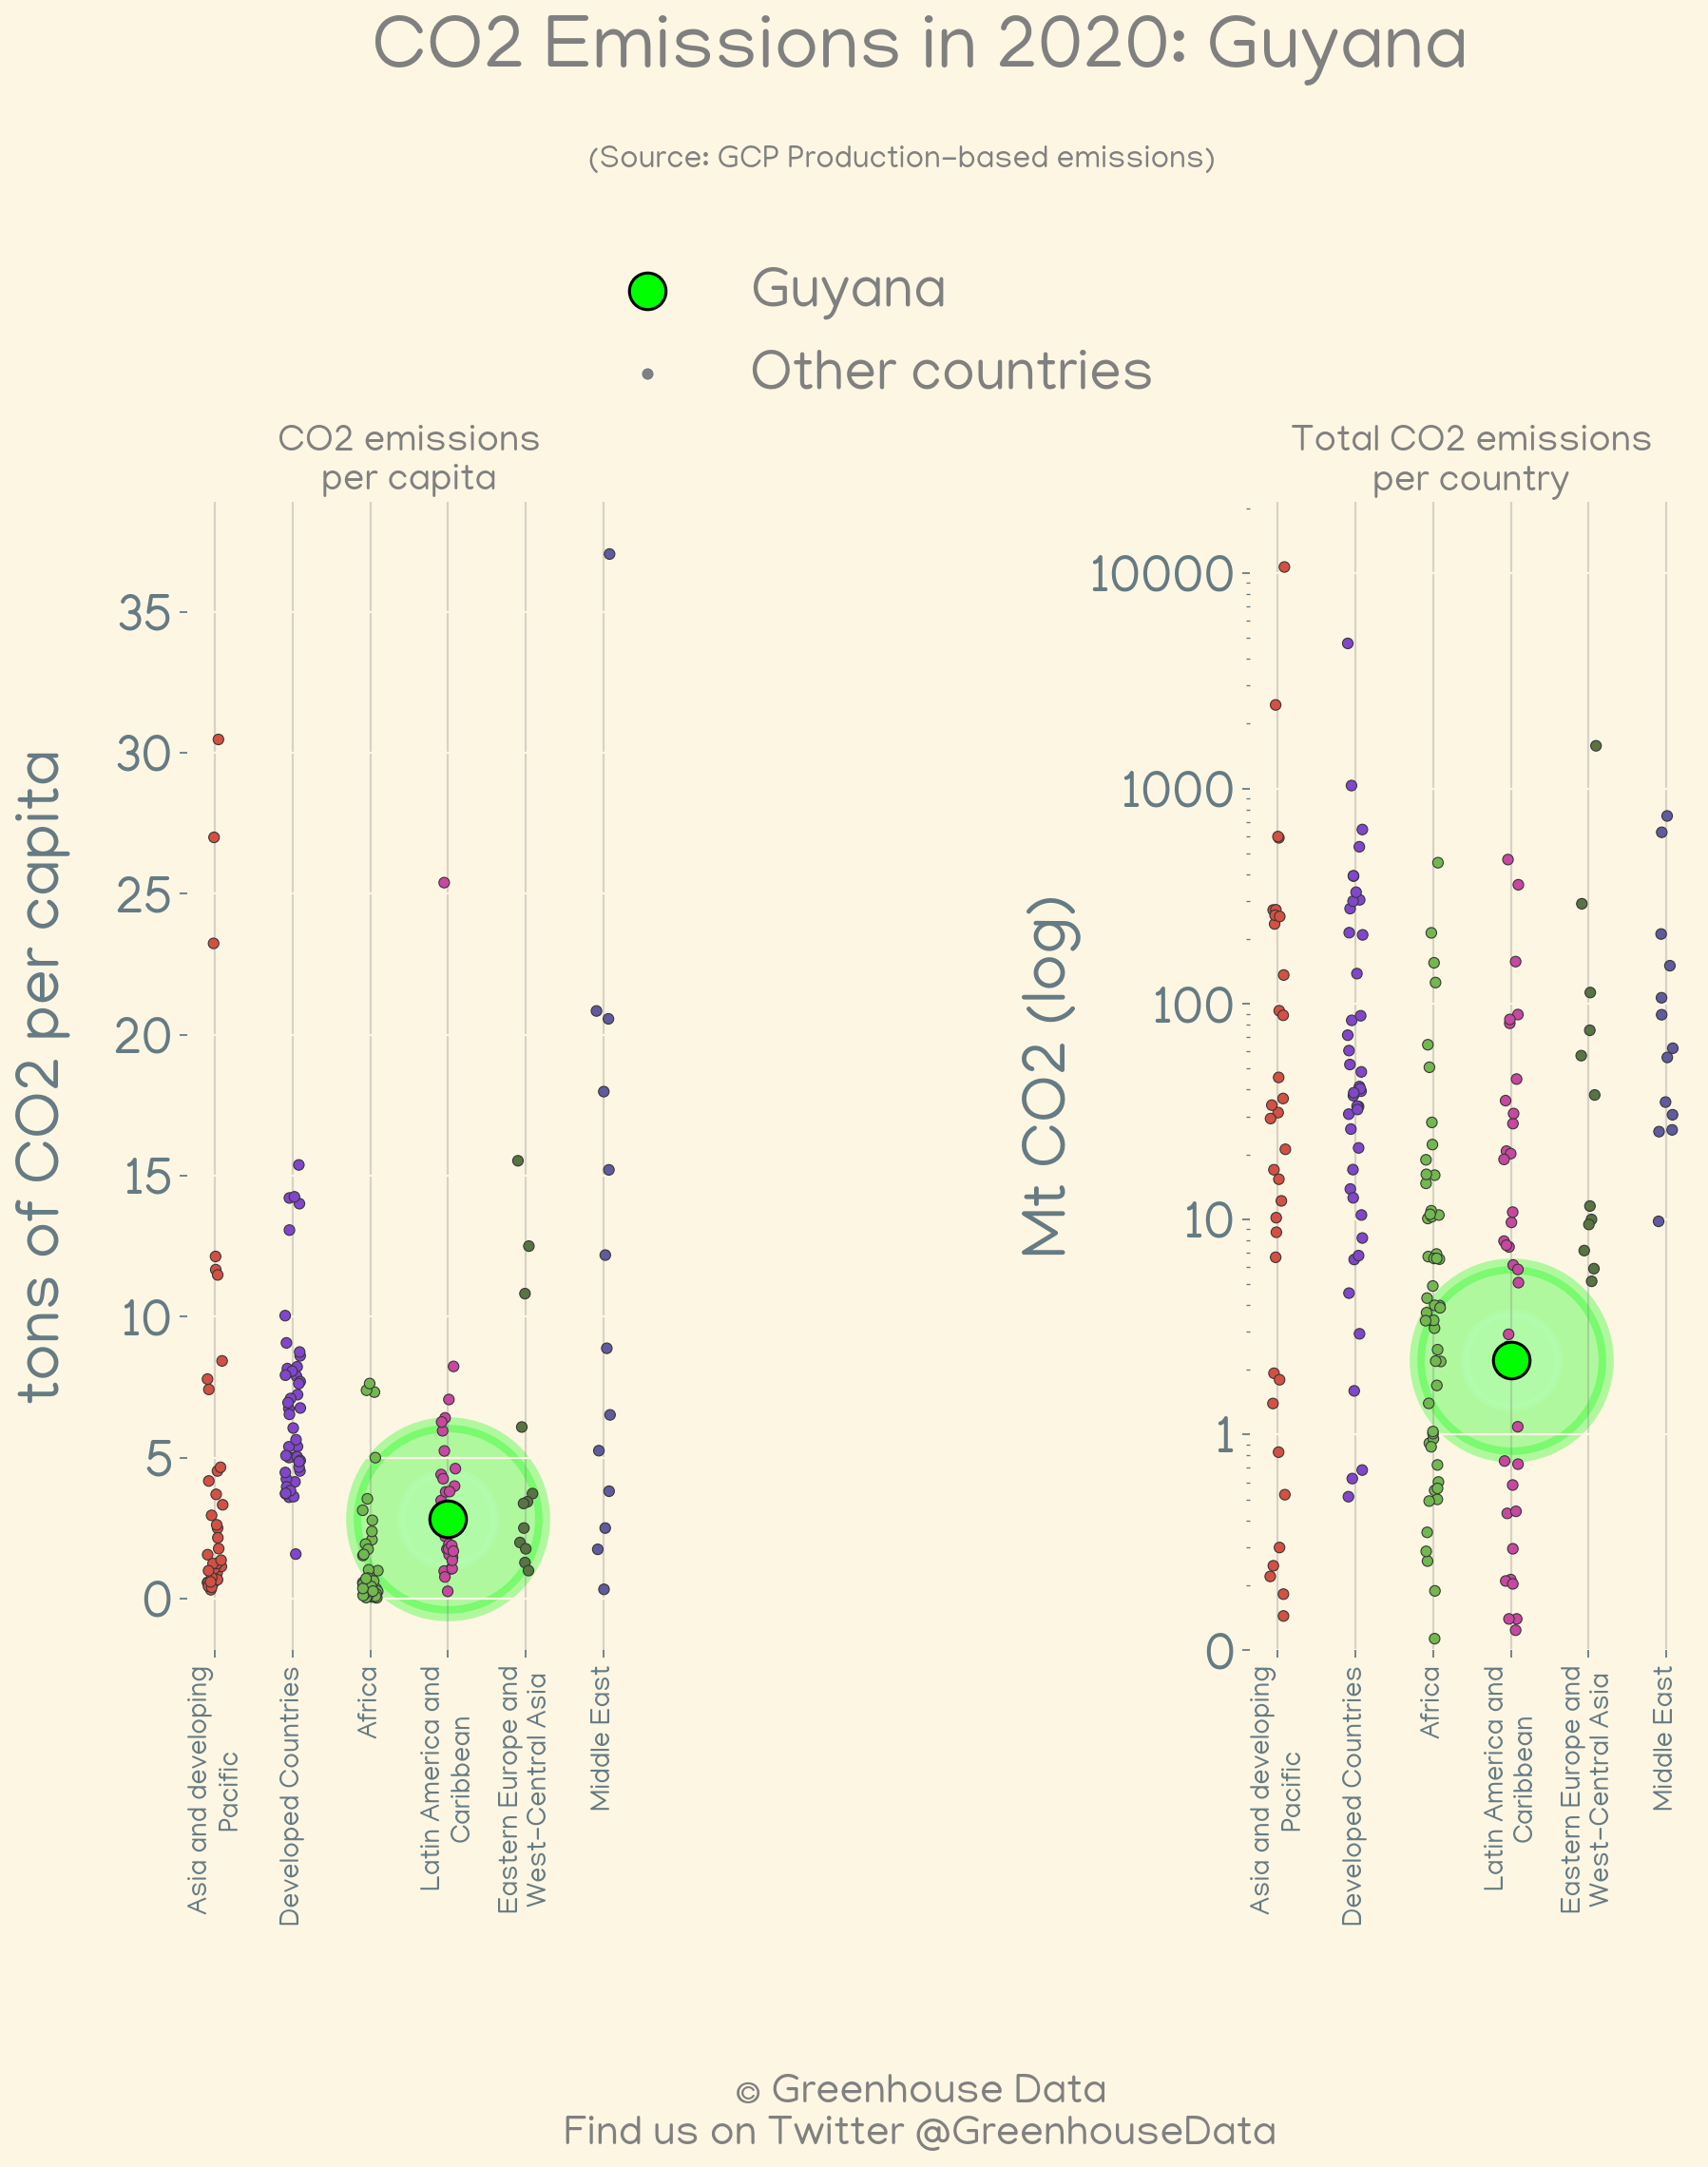 CO2 Emissions in 2020: Guyana
(Source: GCP Production-based emissions)
Guyana
Other countries
CO2 emissions
per capita
tons of CO2 per capita
35
30
25
20
15
10
5
0
Asia and developing
Pacific
Developed Countries
Africa
Latin America and
Caribbean
Eastern Europe and
West-Central Asia
Middle East
Total CO2 emissions
per country
Mt CO2 (log)
10000
1000
100
10
1
0
Asia and developing
Pacific
Developed Countries
Africa
Latin America and
Caribbean
Eastern Europe and
West-Central Asia
Middle East
© Greenhouse Data
Find us on Twitter @GreenhouseData